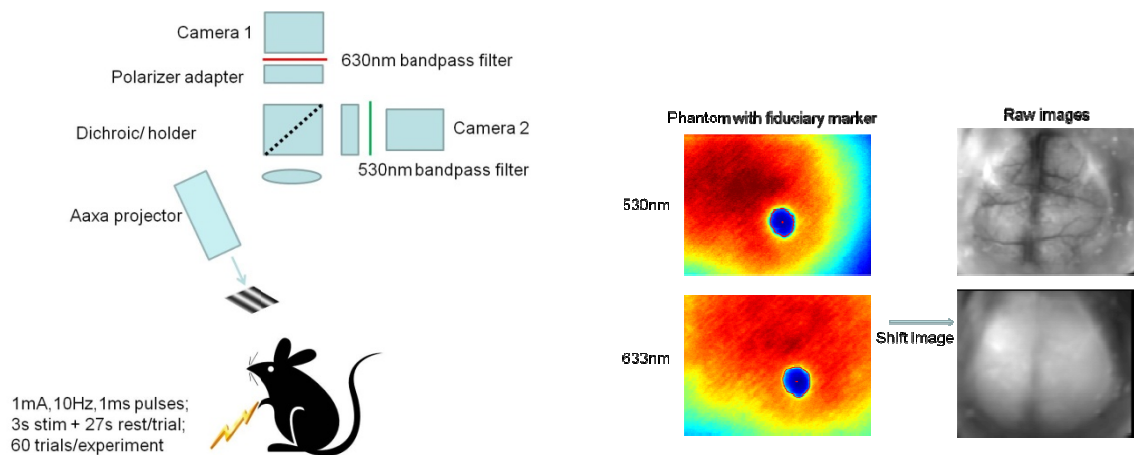 Camera 1
630nm bandpass filter
Polarizer adapter
Dichroic/ holder
Camera 2
530nm bandpass filter
Aaxa projector
1mA,10Hz,1ms pulses;
3s stim + 27s rest/trial;
60 trials/experiment
Phantom with fiduciary marker
Raw images
530nm
633nm
Shift Image